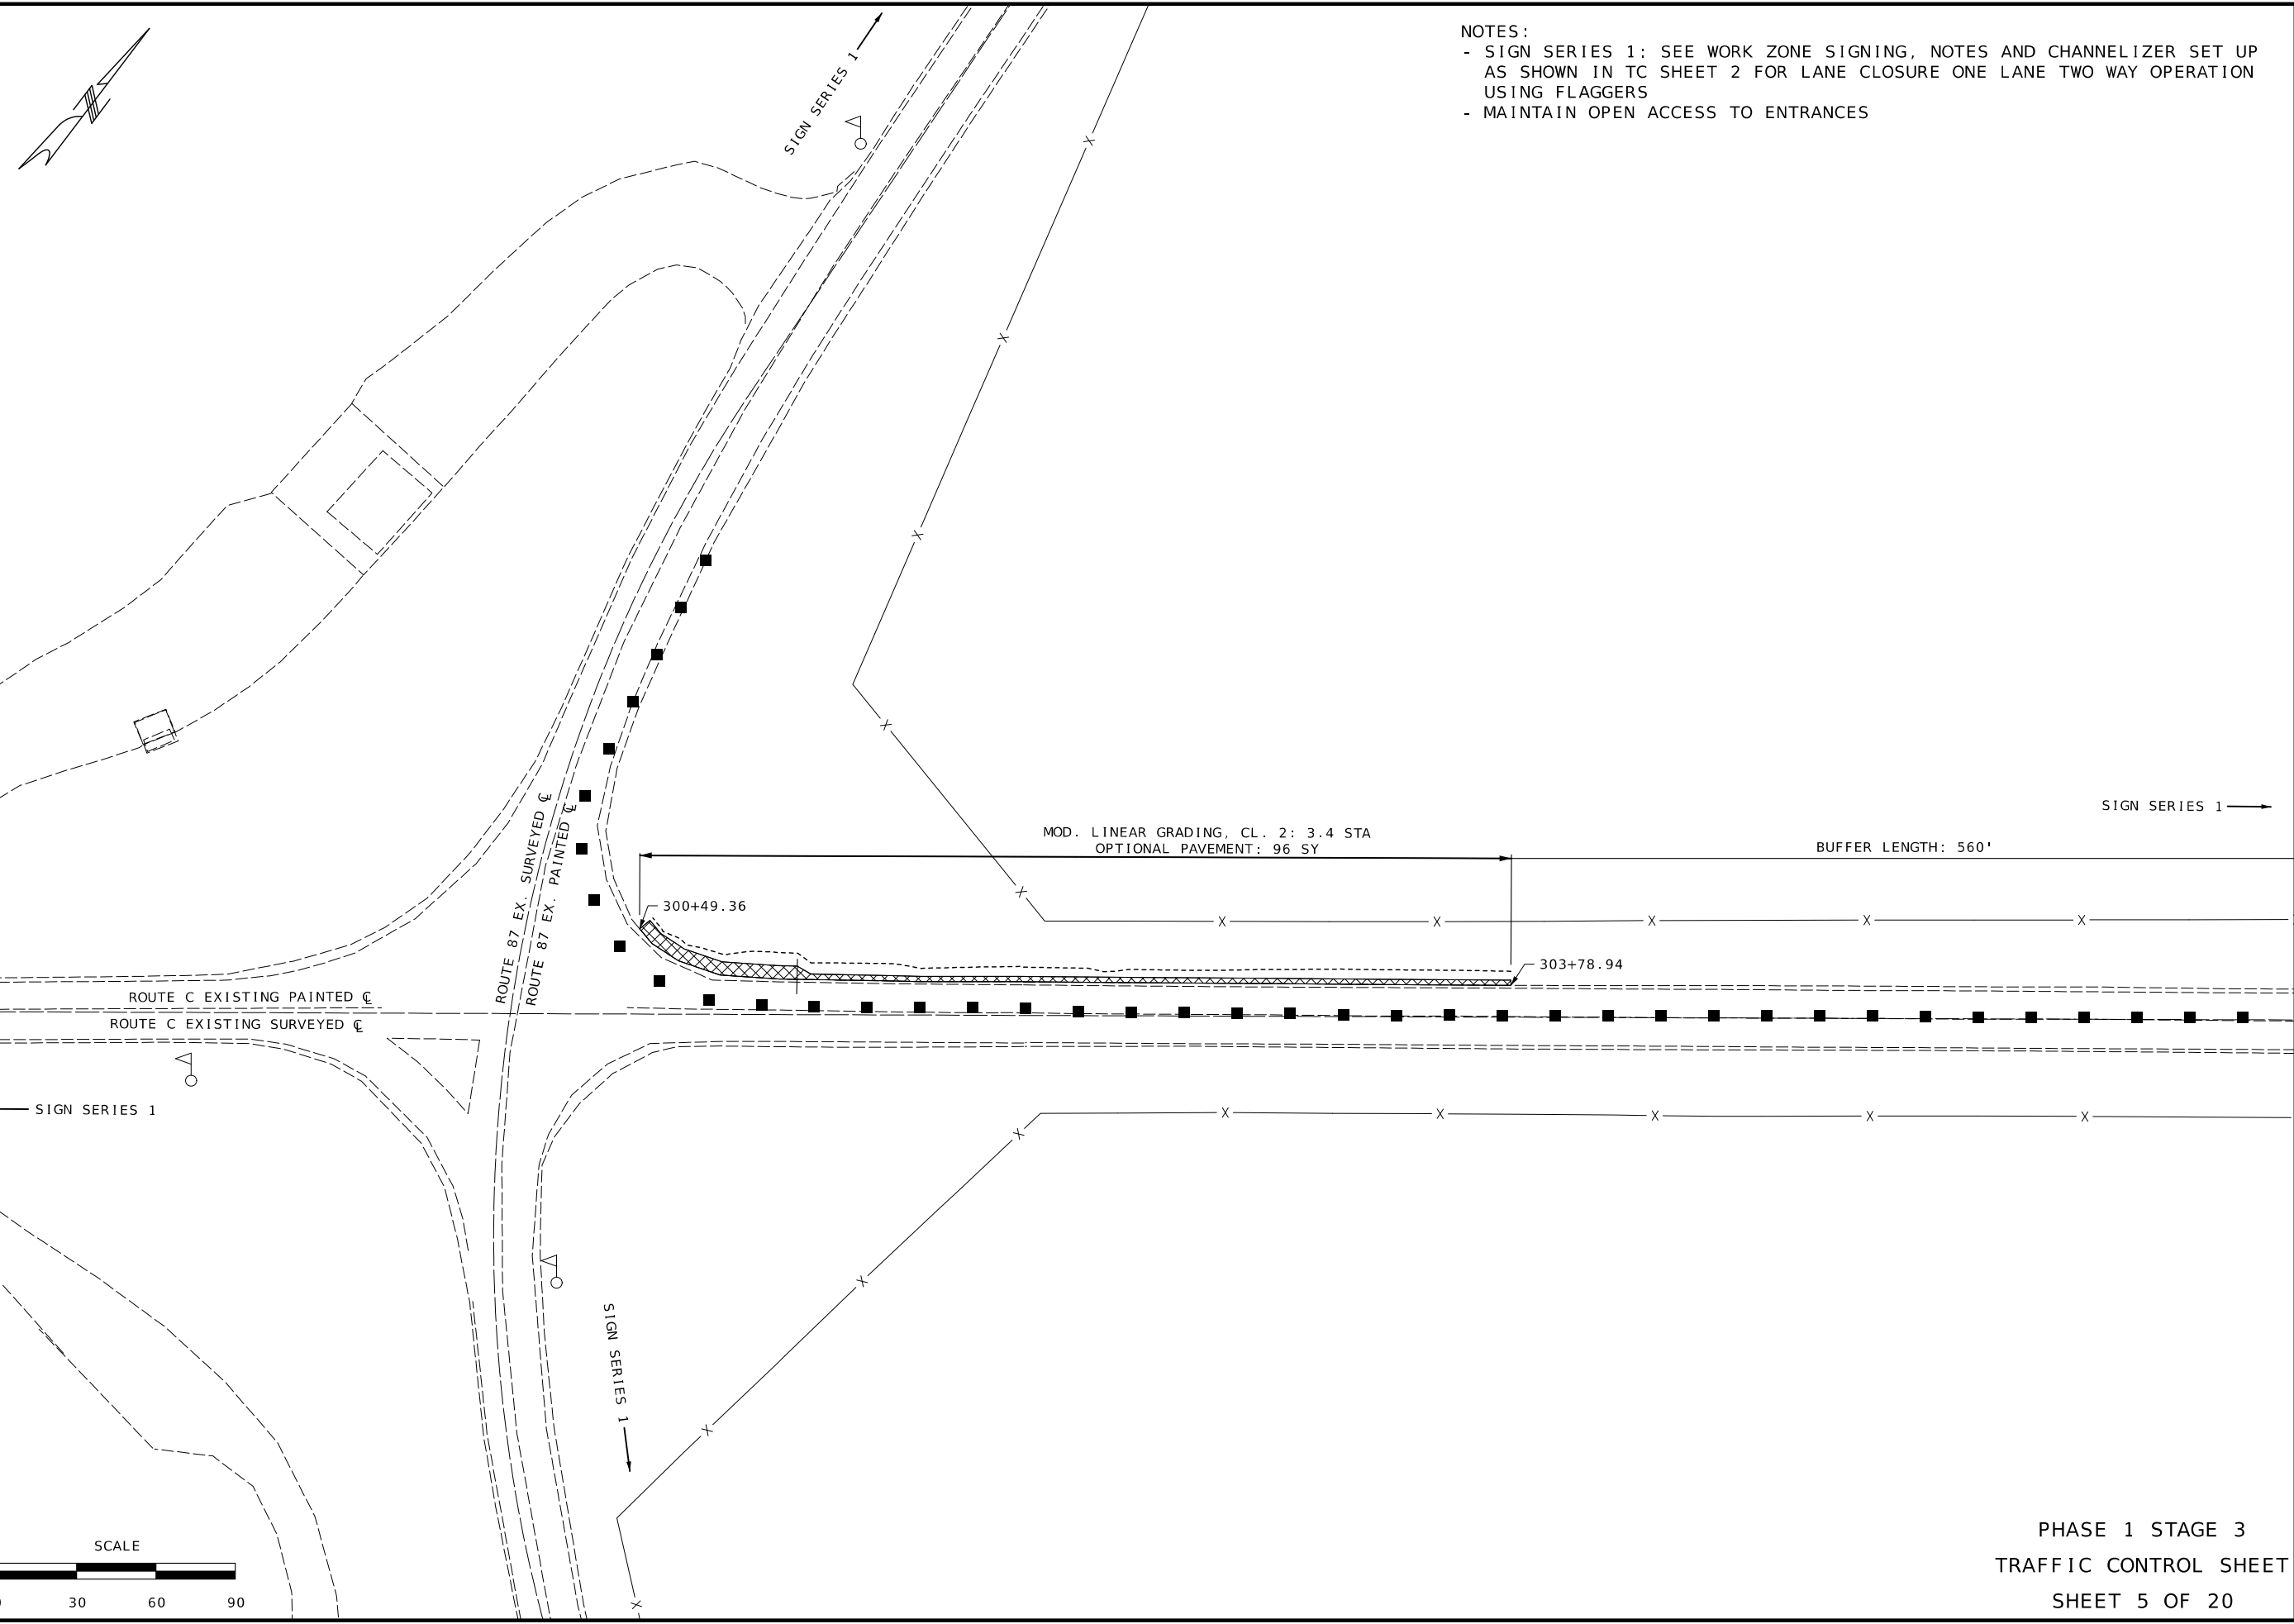 NOTES:
- SIGN SERIES 1: SEE WORK ZONE SIGNING, NOTES AND CHANNELIZER SET UP
AS SHOWN IN TC SHEET 2 FOR LANE CLOSURE ONE LANE TWO WAY OPERATION
USING FLAGGERS
- MAINTAIN OPEN ACCESS TO ENTRANCES
SIGN SERIES 1
SIGN SERIES 1
MOD. LINEAR GRADING, CL. 2: 3.4 STA
OPTIONAL PAVEMENT: 96 SY
BUFFER LENGTH: 560'
ROUTE 87 EX. SURVEYED ℄
ROUTE 87 EX. PAINTED ℄
300+49.36
303+78.94
ROUTE C EXISTING PAINTED ℄
ROUTE C EXISTING SURVEYED ℄
SIGN SERIES 1
SIGN SERIES 1
SCALE
30 60 90
PHASE 1 STAGE 3
TRAFFIC CONTROL SHEET
SHEET 5 OF 20